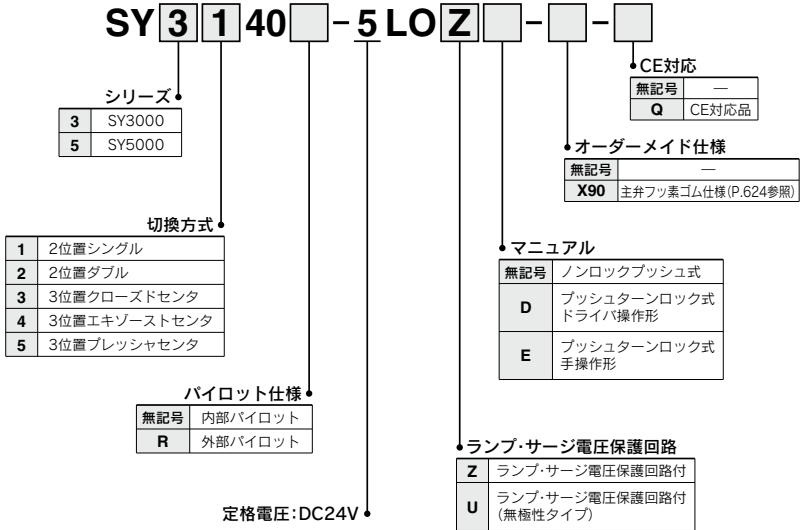 SY 3 1 40 - 5 LO Z - -
CE対応
無記号 —
Q CE対応品
シリーズ
3 SY3000
5 SY5000
オーダーメイド仕様
無記号 —
X90 主弁フッ素ゴム仕様(P.624参照)
切換方式
1 2位置シングル
2 2位置ダブル
3 3位置クローズドセンタ
4 3位置エキゾーストセンタ
5 3位置プレッシャセンタ
マニュアル
無記号 ノンロックプッシュ式
D プッシュターンロック式
ドライバ操作形
E プッシュターンロック式
手操作形
パイロット仕様
無記号 内部パイロット
R 外部パイロット
ランプ・サージ電圧保護回路
Z ランプ・サージ電圧保護回路付
U ランプ・サージ電圧保護回路付
(無極性タイプ)
定格電圧:DC24V